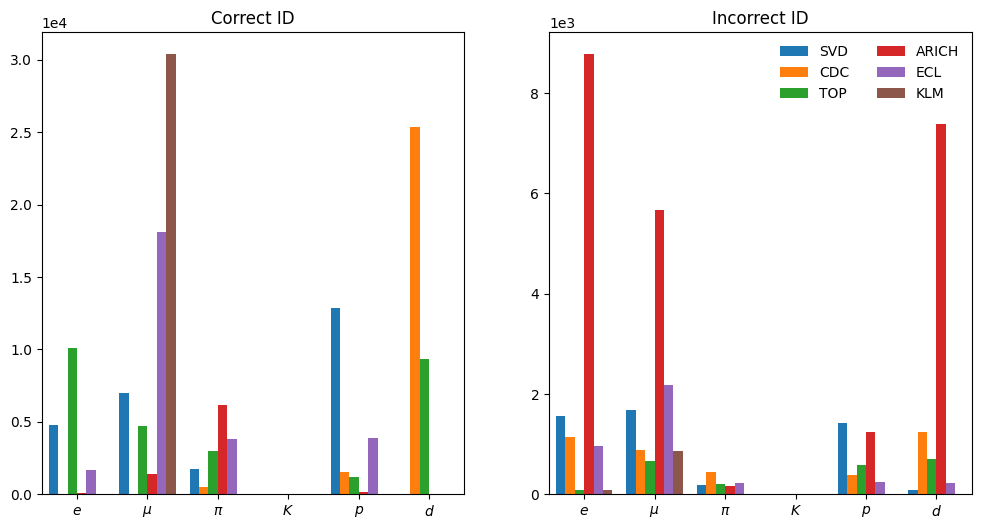 Correct ID
1e4
3.0
2.5
2.0
1.5
1.0
0.5
0.0
e μ π K p d
Incorrect ID
1e3
8
6
4
2
0
e μ π K p d
SVD
CDC
TOP
ARICH
ECL
KLM